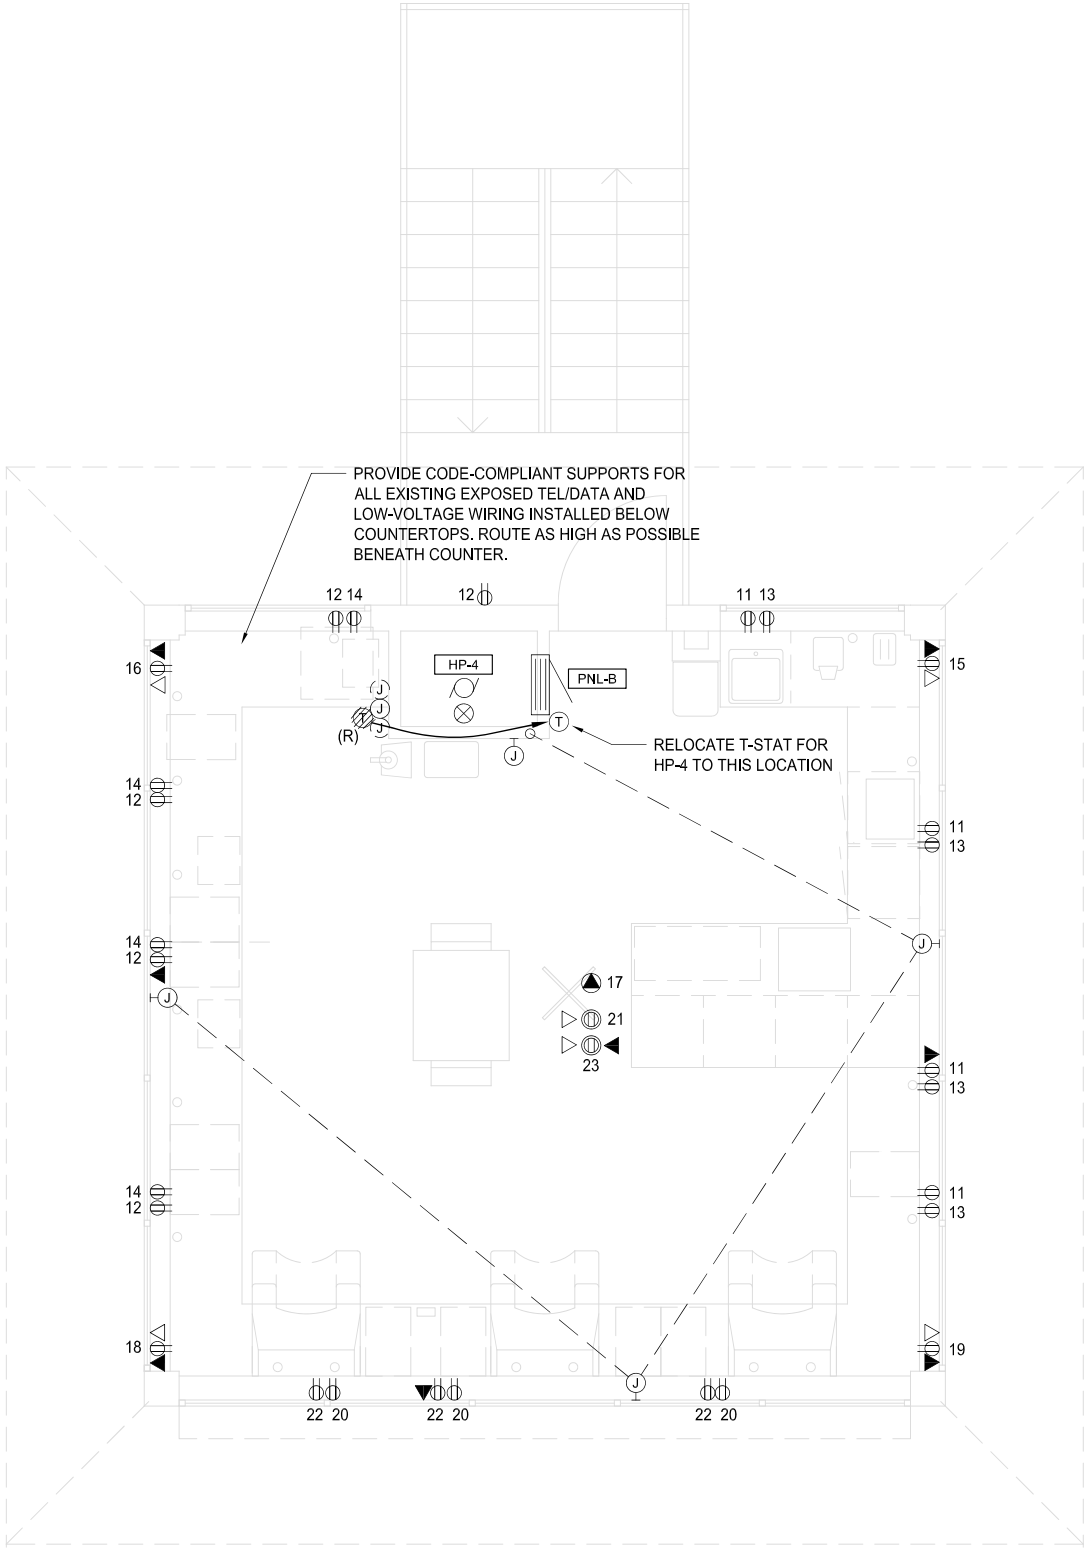 PROVIDE CODE-COMPLIANT SUPPORTS FOR
ALL EXISTING EXPOSED TEL/DATA AND
LOW-VOLTAGE WIRING INSTALLED BELOW
COUNTERTOPS. ROUTE AS HIGH AS POSSIBLE
BENEATH COUNTER.
12 14
12
11 13
16
15
HP-4
PNL-B
J
J
J
T
(R)
T
J
RELOCATE T-STAT FOR
HP-4 TO THIS LOCATION
14
12
11
13
14
12
J
J
17
21
23
11
13
14
12
11
13
18
19
J
22 20
22 20
22 20